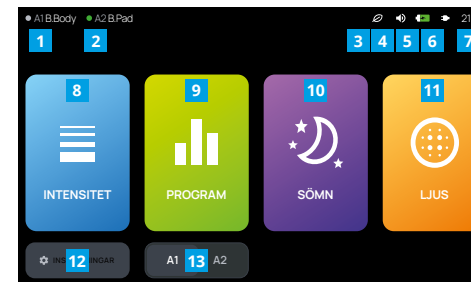 A1 B.Body A2 B.Pad 21
1 2 3 4 5 6 7
8 9 10 11
INTENSITET PROGRAM SÖMN LJUS
12 A1 13 A2